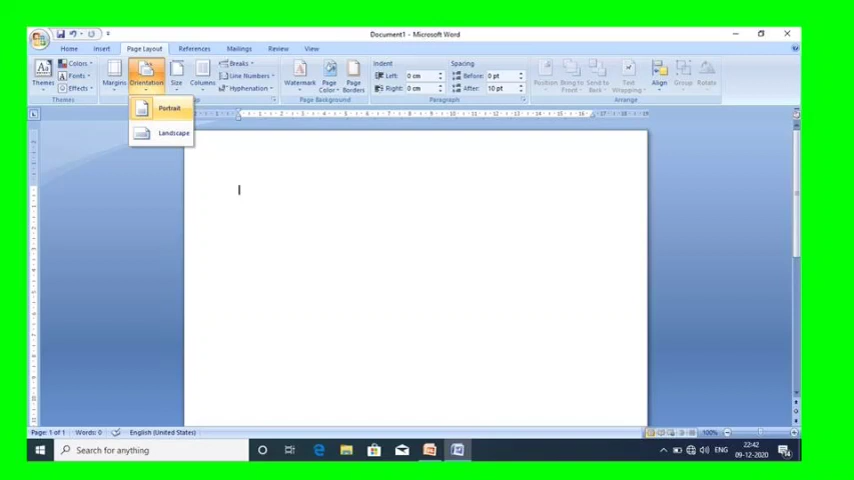 Document1 - Microsoft Word
Home Insert Page Layout References Mailings Review View
Themes Colors Fonts Effects Margins Orientation Size Columns Breaks Line Numbers Hyphenation Watermark Page Color Page Borders Indent Left: 0 cm Right: 0 cm Spacing Before: 0 pt After: 10 pt Position Bring to Front Send to Back Text Wrapping Align Group Rotate
Themes Page Background Paragraph Arrange
Portrait
Landscape
Page: 1 of 1 Words: 0 English (United States) 100%
Search for anything ENG 22:42
09-12-2020